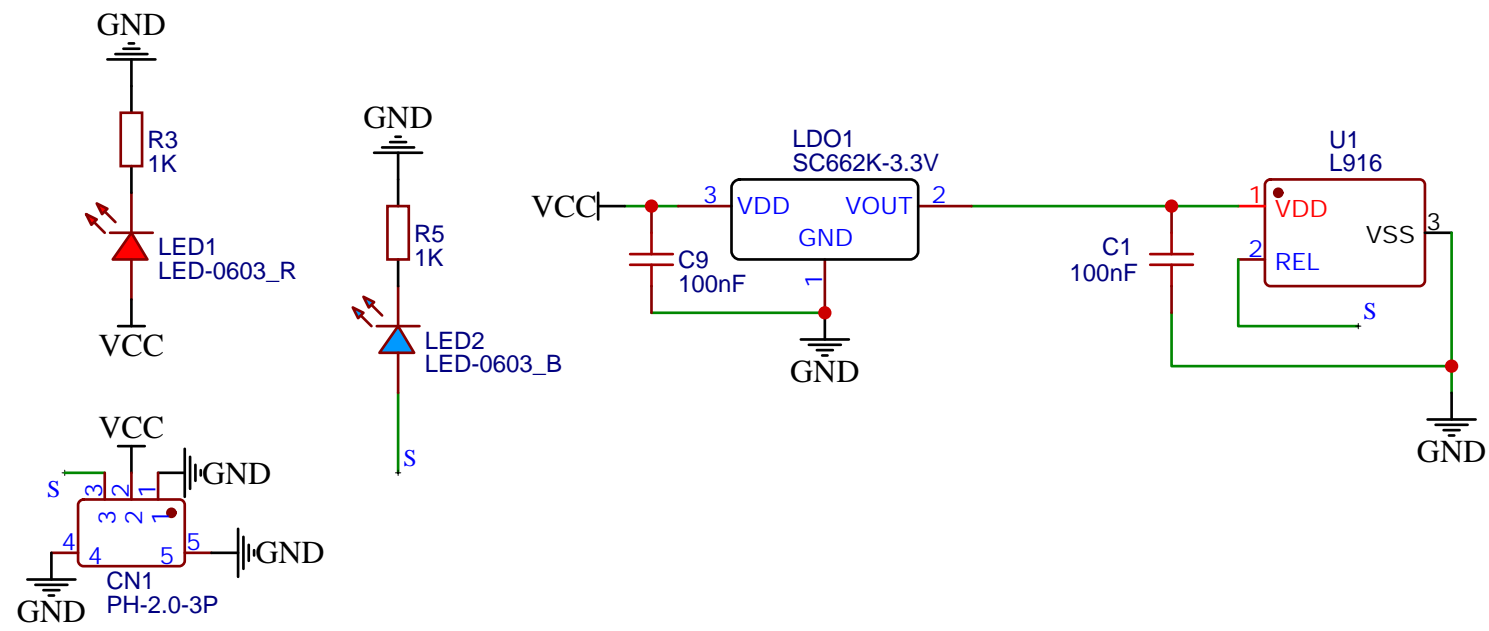 GND
R3
1K
LED1
LED-0603_R
VCC
GND
R5
1K
LED2
LED-0603_B
S
VCC
S
3
2
1
GND
3
2
1
4
4
5
5
GND
GND
CN1
PH-2.0-3P
LDO1
SC662K-3.3V
VCC
3
VDD
VOUT
2
GND
1
C9
100nF
GND
C1
100nF
U1
L916
1
VDD
2
REL
VSS
3
S
GND